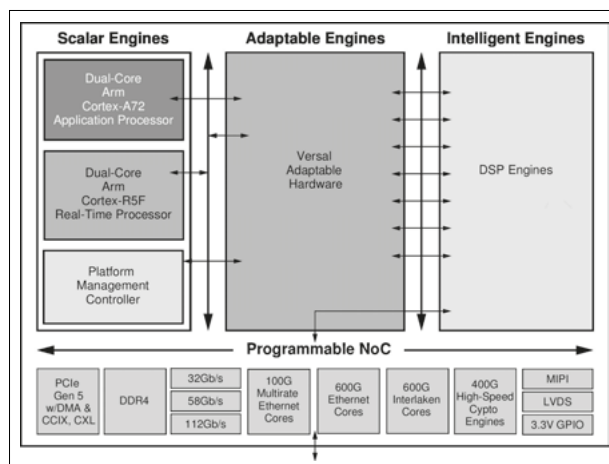 Scalar Engines
Adaptable Engines
Intelligent Engines
Dual-Core
Arm
Cortex-A72
Application Processor
Dual-Core
Arm
Cortex-R5F
Real-Time Processor
Platform
Management
Controller
Versal
Adaptable
Hardware
DSP Engines
Programmable NoC
PCIe
Gen 5
w/DMA &
CCIX, CXL
DDR4
32Gb/s
58Gb/s
112Gb/s
100G
Multirate
Ethernet
Cores
600G
Ethernet
Cores
600G
Interlaken
Cores
400G
High-Speed
Cypto
Engines
MIPI
LVDS
3.3V GPIO